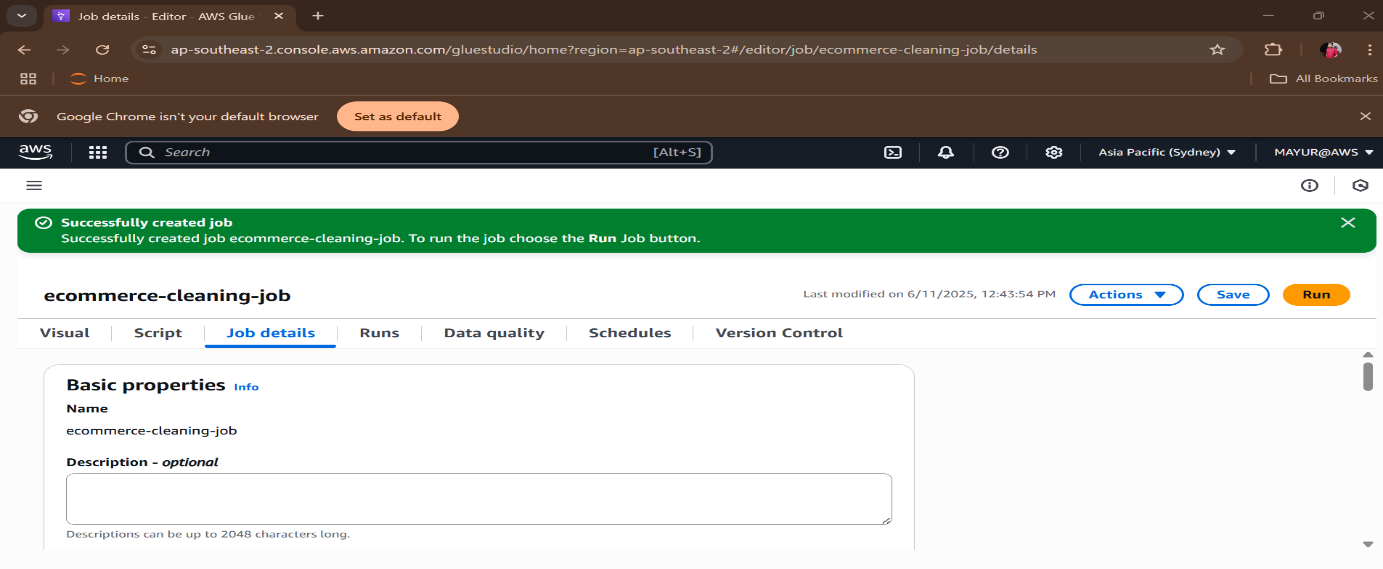 Job details - Editor - AWS Glue
ap-southeast-2.console.aws.amazon.com/gluestudio/home?region=ap-southeast-2#/editor/job/ecommerce-cleaning-job/details
Home
All Bookmarks
Google Chrome isn't your default browser
Set as default
aws
Search
[Alt+S]
Asia Pacific (Sydney)
MAYUR@AWS
Successfully created job
Successfully created job ecommerce-cleaning-job. To run the job choose the Run Job button.
ecommerce-cleaning-job
Last modified on 6/11/2025, 12:43:54 PM
Actions
Save
Run
Visual
Script
Job details
Runs
Data quality
Schedules
Version Control
Basic properties Info
Name
ecommerce-cleaning-job
Description - optional
Descriptions can be up to 2048 characters long.